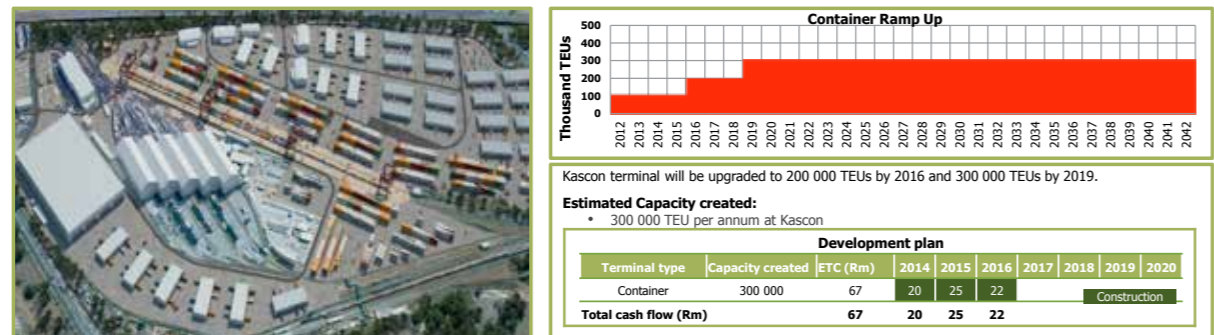 Container Ramp Up
Thousand TEUs
500
400
300
200
100
0
2012 2013 2014 2015 2016 2017 2018 2019 2020 2021 2022 2023 2024 2025 2026 2027 2028 2029 2030 2031 2032 2033 2034 2035 2036 2037 2038 2039 2040 2041 2042
Kascon terminal will be upgraded to 200 000 TEUs by 2016 and 300 000 TEUs by 2019.
Estimated Capacity created:
• 300 000 TEU per annum at Kascon
Development plan
Terminal type Capacity created ETC (Rm) 2014 2015 2016 2017 2018 2019 2020
Container 300 000 67 20 25 22 Construction
Total cash flow (Rm) 67 20 25 22